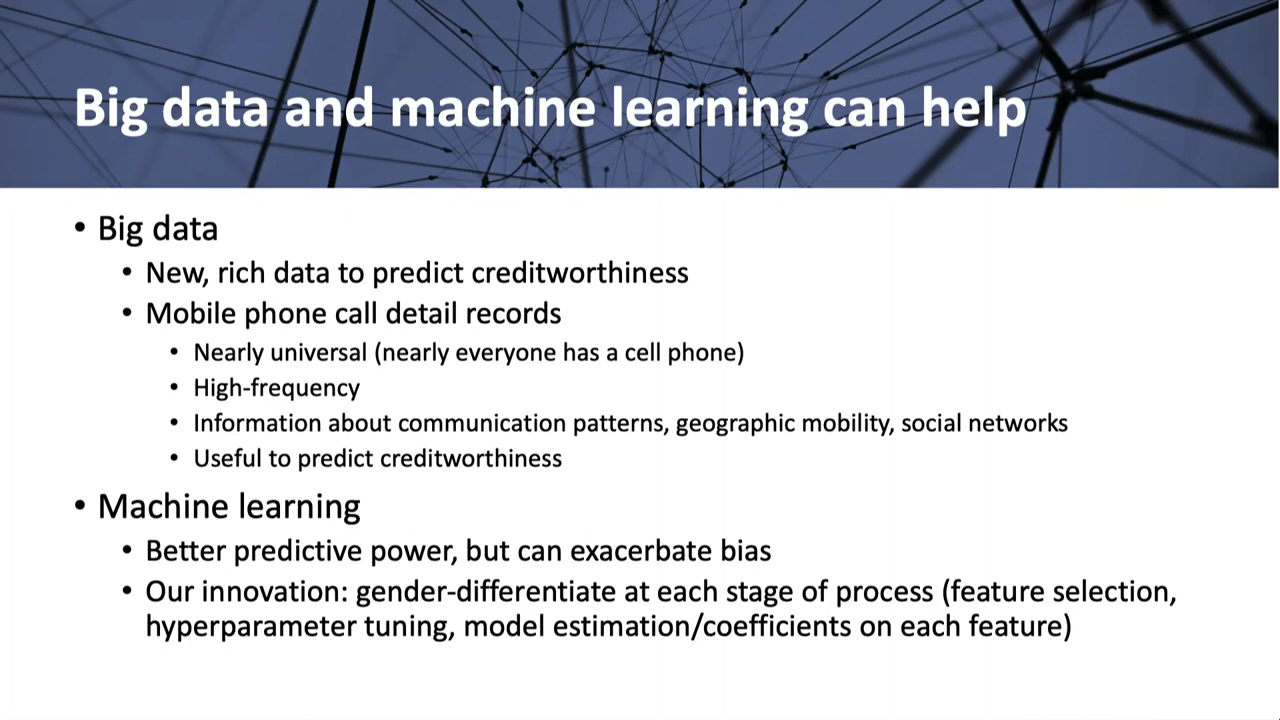 Big data and machine learning can help
• Big data
• New, rich data to predict creditworthiness
• Mobile phone call detail records
• Nearly universal (nearly everyone has a cell phone)
• High-frequency
• Information about communication patterns, geographic mobility, social networks
• Useful to predict creditworthiness
• Machine learning
• Better predictive power, but can exacerbate bias
• Our innovation: gender-differentiate at each stage of process (feature selection,
hyperparameter tuning, model estimation/coefficients on each feature)